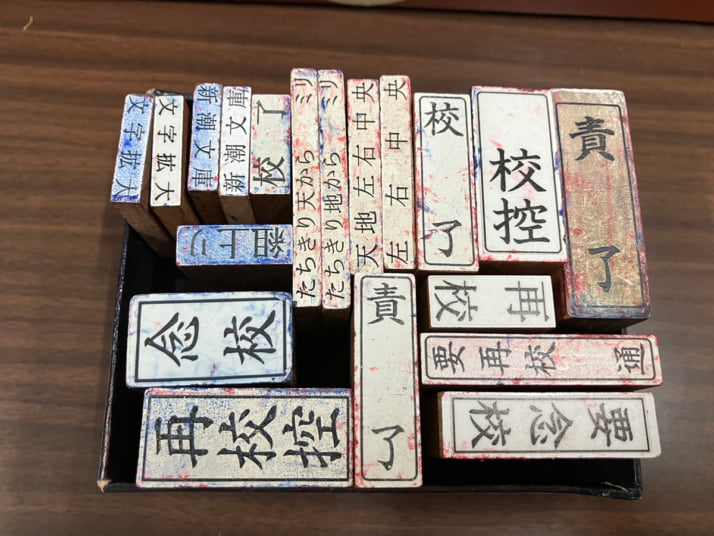 文字拡大
文字拡大
新潮文庫
庫
文
潮
校了
たちきり天から ミリ
たちきり地から ミリ
天地左右中央
左右中央
校了
校控
責了
念校
再校
責了
要再校 通
再校控
要念校